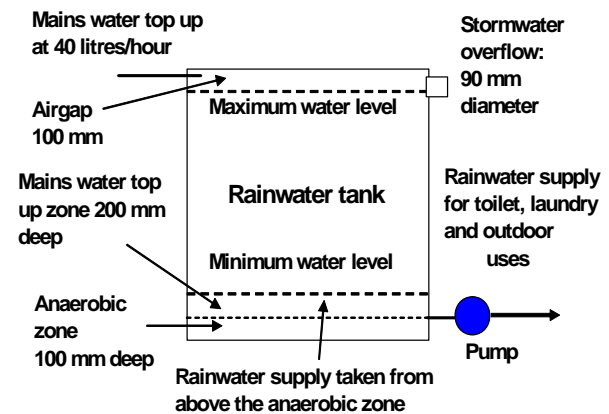 Mains water top up
at 40 litres/hour
Stormwater
overflow:
90 mm
diameter
Airgap
100 mm
Maximum water level
Mains water top
up zone 200 mm
deep
Rainwater tank
Rainwater supply
for toilet, laundry
and outdoor
uses
Minimum water level
Anaerobic
zone
100 mm deep
Pump
Rainwater supply taken from
above the anaerobic zone